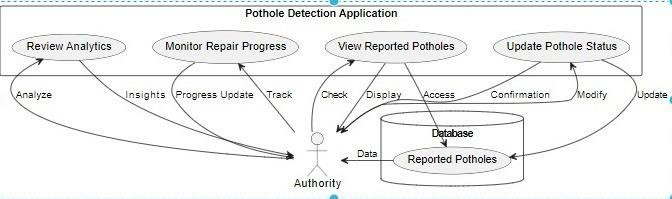 Pothole Detection Application
Review Analytics
Monitor Repair Progress
View Reported Potholes
Update Pothole Status
Analyze
Insights
Progress Update
Track
Check
Display
Access
Confirmation
Modify
Update
Database
Data
Reported Potholes
Authority